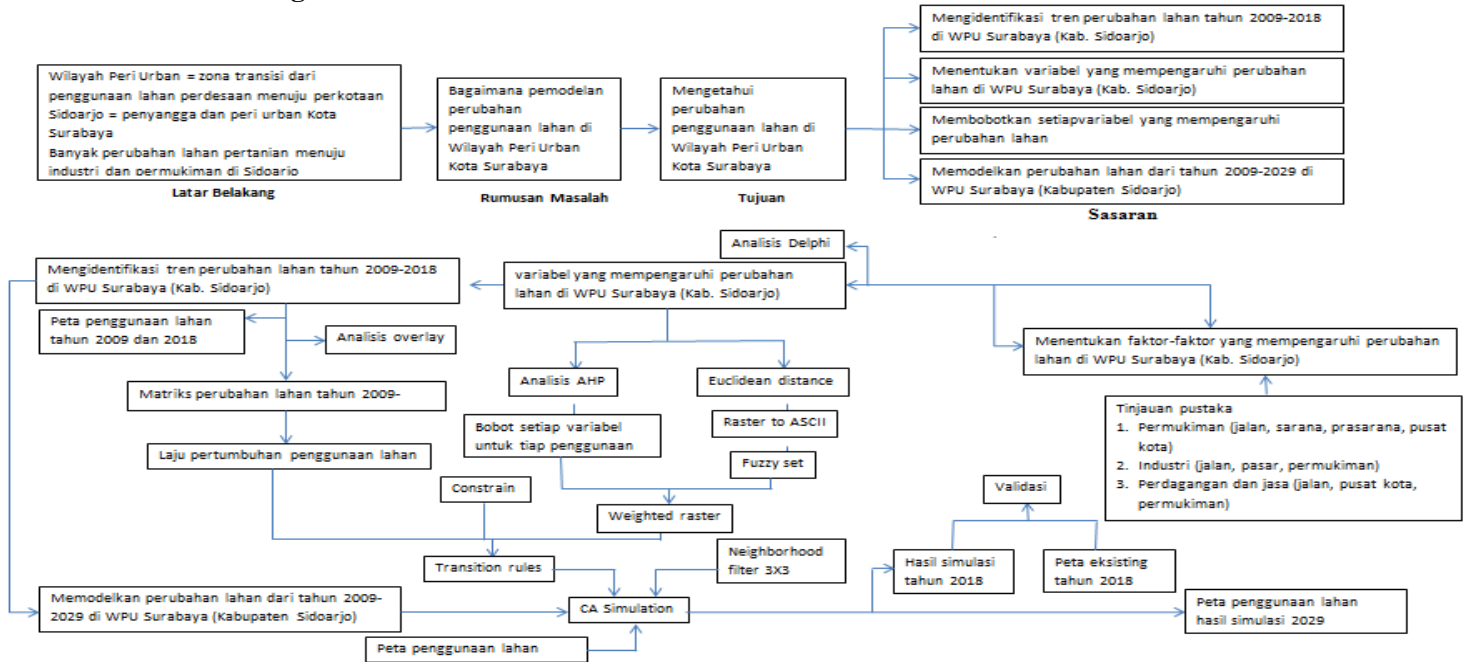 Wilayah Peri Urban = zona transisi dari
penggunaan lahan perdesaan menuju perkotaan
Sidoarjo = penyangga dan peri urban Kota
Surabaya
Banyak perubahan lahan pertanian menuju
industri dan permukiman di Sidoarjo
Latar Belakang
Bagaimana pemodelan
perubahan
penggunaan lahan di
Wilayah Peri Urban
Kota Surabaya
Rumusan Masalah
Mengetahui
perubahan
penggunaan lahan di
Wilayah Peri Urban
Kota Surabaya
Tujuan
Mengidentifikasi tren perubahan lahan tahun 2009-2018
di WPU Surabaya (Kab. Sidoarjo)
Menentukan variabel yang mempengaruhi perubahan
lahan di WPU Surabaya (Kab. Sidoarjo)
Membobotkan setiapvariabel yang mempengaruhi
perubahan lahan
Memodelkan perubahan lahan dari tahun 2009-2029 di
WPU Surabaya (Kabupaten Sidoarjo)
Sasaran
Analisis Delphi
Mengidentifikasi tren perubahan lahan tahun 2009-2018
di WPU Surabaya (Kab. Sidoarjo)
variabel yang mempengaruhi perubahan
lahan di WPU Surabaya (Kab. Sidoarjo)
Menentukan faktor-faktor yang mempengaruhi perubahan
lahan di WPU Surabaya (Kab. Sidoarjo)
Peta penggunaan lahan
tahun 2009 dan 2018
Analisis overlay
Matriks perubahan lahan tahun 2009-
Laju pertumbuhan penggunaan lahan
Analisis AHP
Euclidean distance
Bobot setiap variabel
untuk tiap penggunaan
Raster to ASCII
Fuzzy set
Constrain
Weighted raster
Tinjauan pustaka
1. Permukiman (jalan, sarana, prasarana, pusat
kota)
2. Industri (jalan, pasar, permukiman)
3. Perdagangan dan jasa (jalan, pusat kota,
permukiman)
Validasi
Transition rules
Neighborhood
filter 3X3
Hasil simulasi
tahun 2018
Peta eksisting
tahun 2018
Memodelkan perubahan lahan dari tahun 2009-
2029 di WPU Surabaya (Kabupaten Sidoarjo)
CA Simulation
Peta penggunaan lahan
hasil simulasi 2029
Peta penggunaan lahan